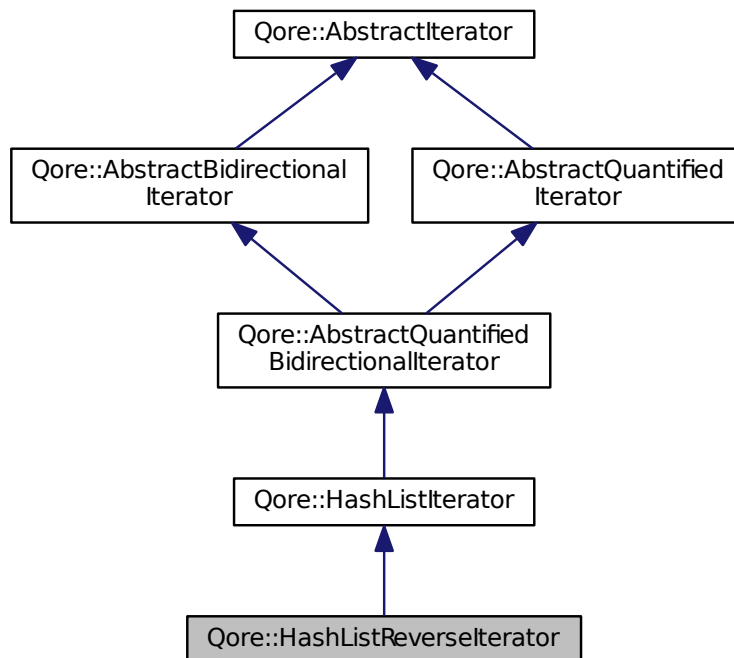 Qore::AbstractIterator
Qore::AbstractBidirectional
Iterator
Qore::AbstractQuantified
Iterator
Qore::AbstractQuantified
BidirectionalIterator
Qore::HashListIterator
Qore::HashListReverseIterator